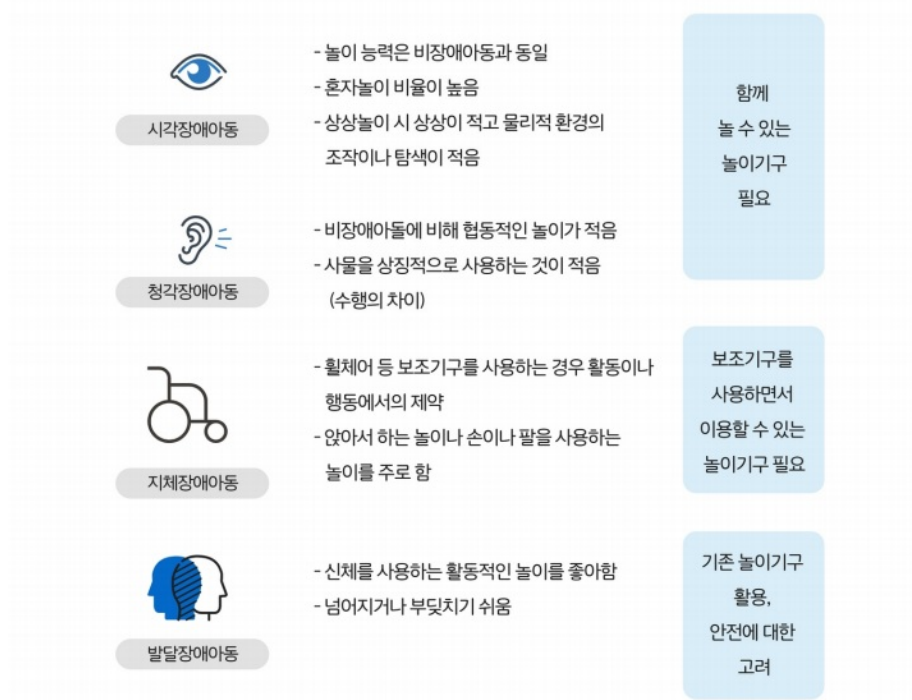 시각장애아동
- 놀이 능력은 비장애아동과 동일
- 혼자놀이 비율이 높음
- 상상놀이 시 상상이 적고 물리적 환경의
조작이나 탐색이 적음
청각장애아동
- 비장애아돌에 비해 협동적인 놀이가 적음
- 사물을 상징적으로 사용하는 것이 적음
(수행의 차이)
함께
놀 수 있는
놀이기구
필요
지체장애아동
- 휠체어 등 보조기구를 사용하는 경우 활동이나
행동에서의 제약
- 앉아서 하는 놀이나 손이나 팔을 사용하는
놀이를 주로 함
보조기구를
사용하면서
이용할 수 있는
놀이기구 필요
발달장애아동
- 신체를 사용하는 활동적인 놀이를 좋아함
- 넘어지거나 부딪치기 쉬움
기존 놀이기구
활용,
안전에 대한
고려